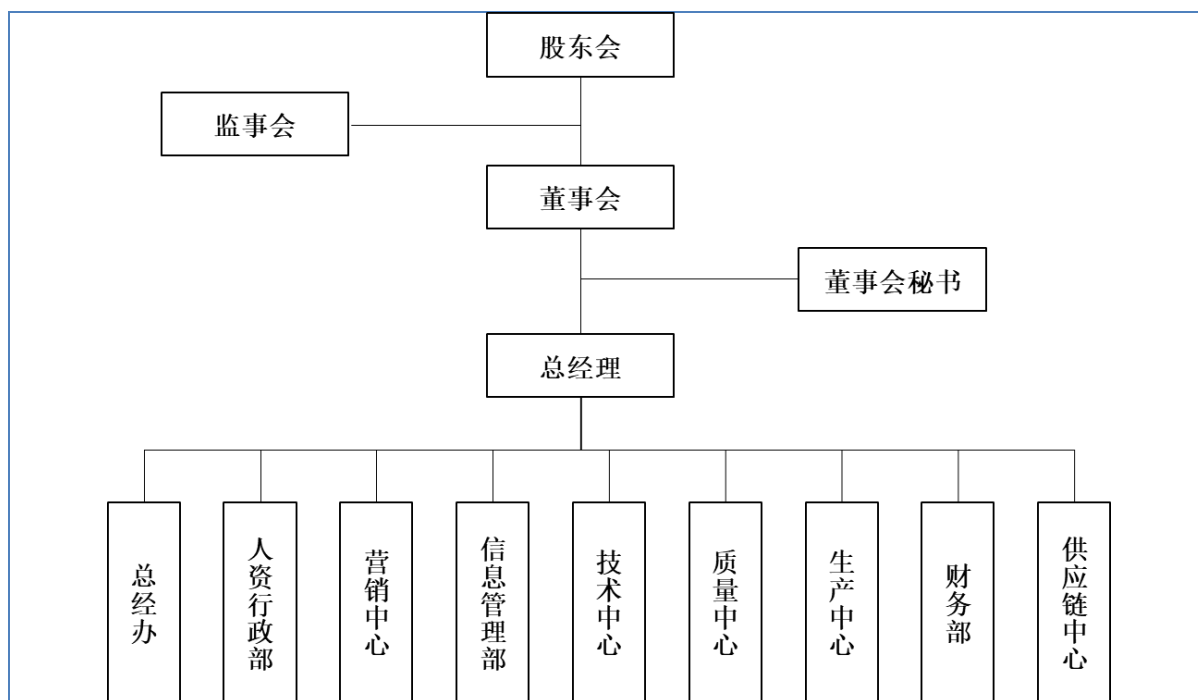 股东会
监事会
董事会
董事会秘书
总经理
总经办
人资行政部
营销中心
信息管理部
技术中心
质量中心
生产中心
财务部
供应链中心